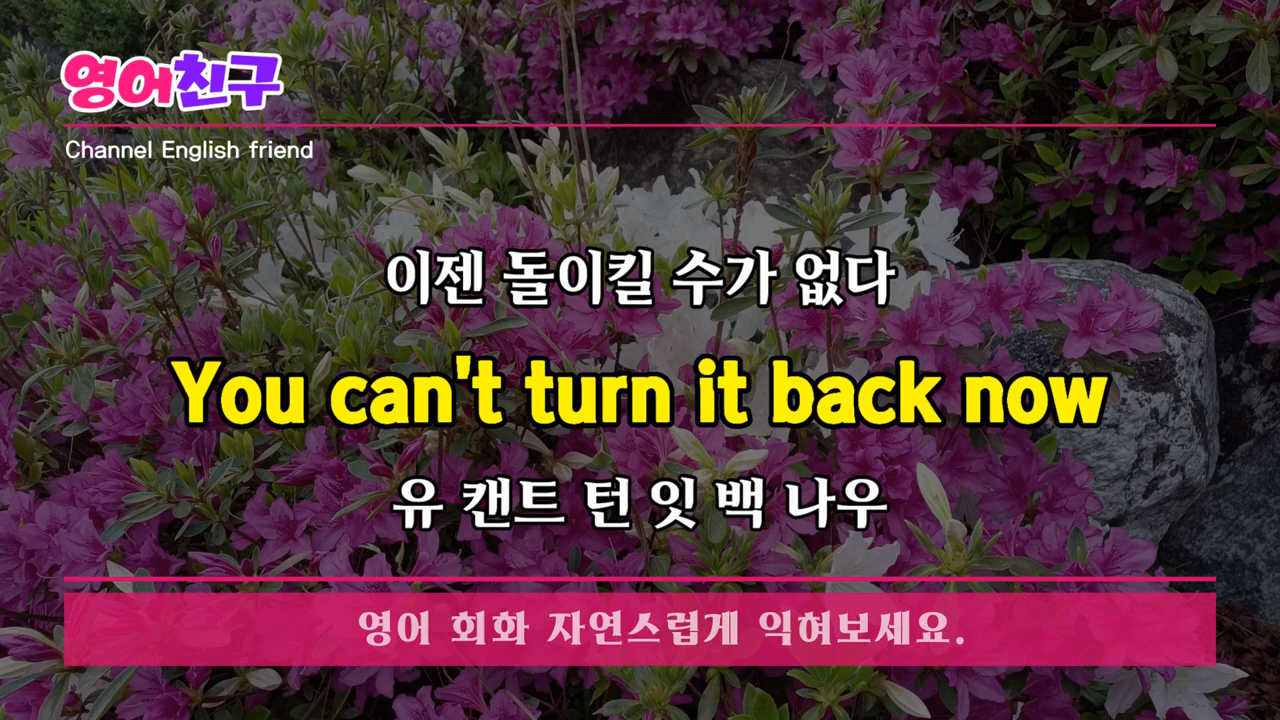 영어친구
Channel English friend
이젠 돌이킬 수가 없다
You can't turn it back now
유 캔트 턴 잇 백 나우
영어 회화 자연스럽게 익혀보세요.